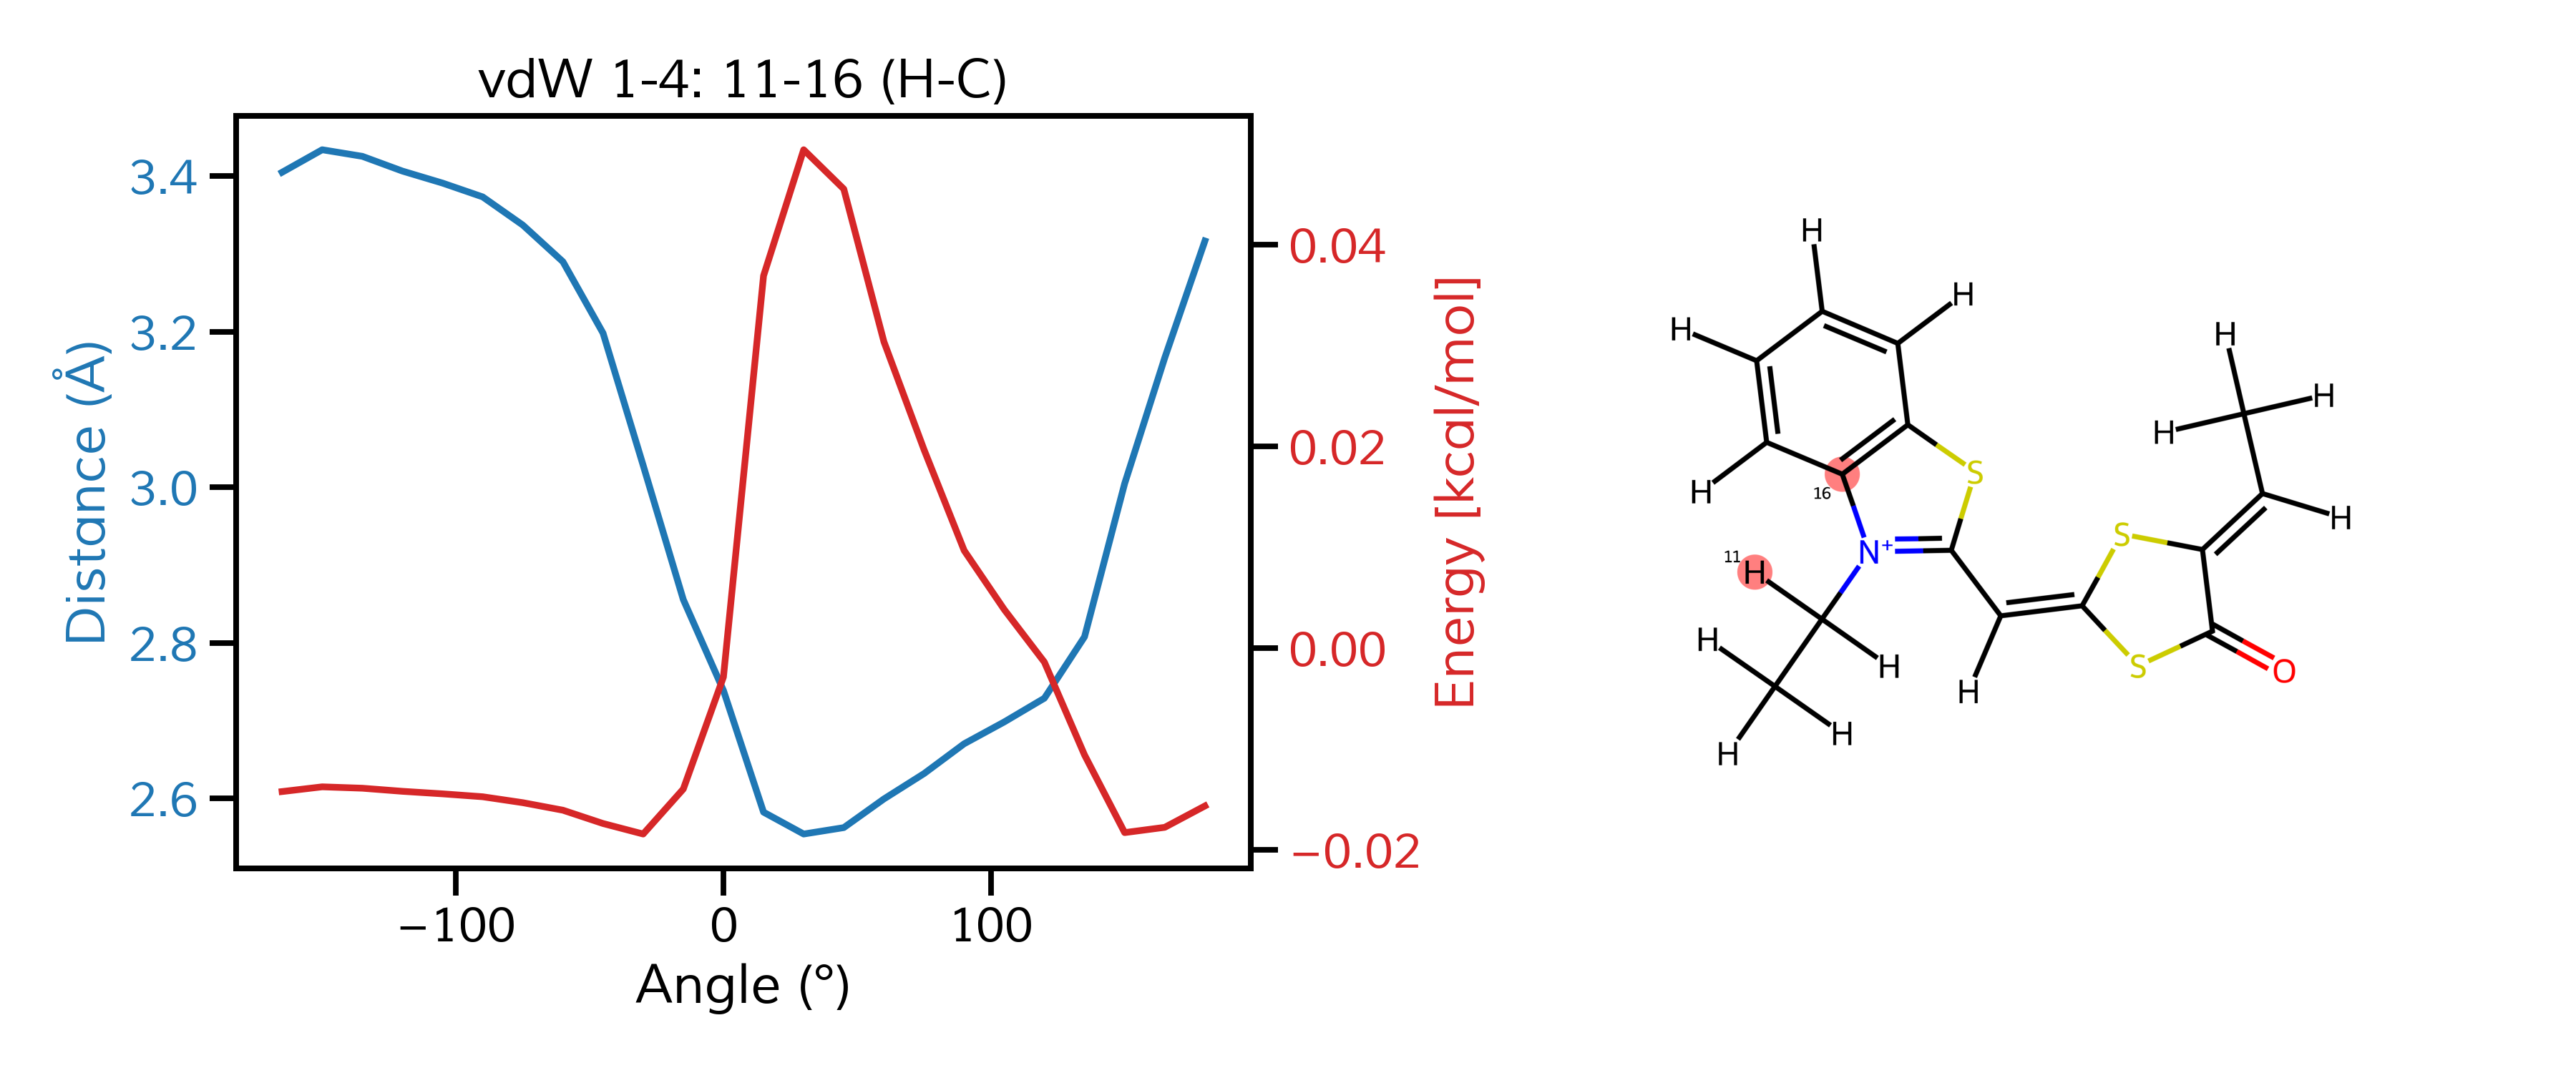 vdW 1-4: 11-16 (H-C)
3.4
3.2
3.0
2.8
2.6
Distance (Å)
0.04
0.02
0.00
−0.02
Energy [kcal/mol]
−100
0
100
Angle (°)
H
H
H
H
H
H
H
S
H
16
S
H
N+
11
H
H
H
S
O
H
H
H
H